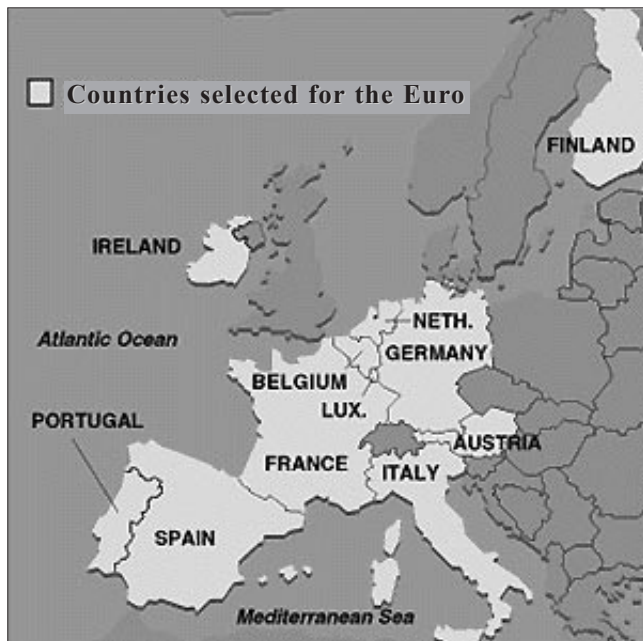 Countries selected for the Euro
FINLAND
IRELAND
Atlantic Ocean
NETH.
GERMANY
BELGIUM
LUX.
PORTUGAL
AUSTRIA
FRANCE
ITALY
SPAIN
Mediterranean Sea